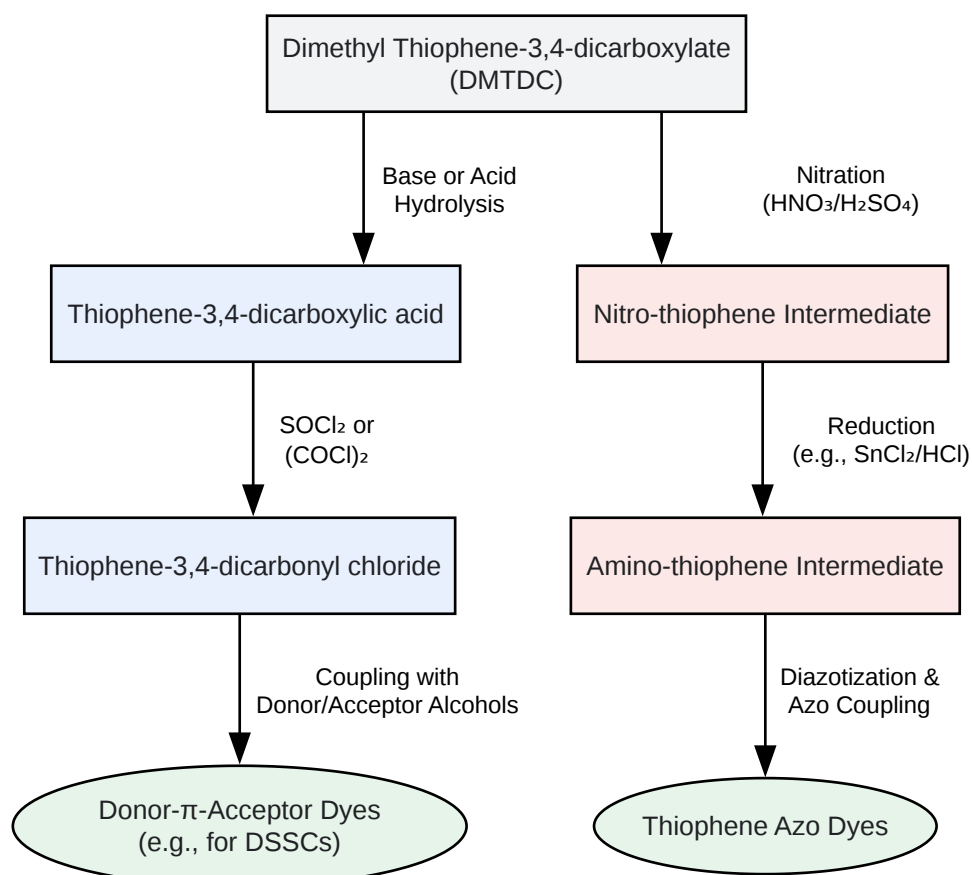 Dimethyl Thiophene-3,4-dicarboxylate
(DMTDC)
Base or Acid
Hydrolysis
Nitration
(HNO₃/H₂SO₄)
Thiophene-3,4-dicarboxylic acid
Nitro-thiophene Intermediate
SOCl₂ or
(COCl)₂
Reduction
(e.g., SnCl₂/HCl)
Thiophene-3,4-dicarbonyl chloride
Amino-thiophene Intermediate
Coupling with
Donor/Acceptor Alcohols
Diazotization &
Azo Coupling
Donor-π-Acceptor Dyes
(e.g., for DSSCs)
Thiophene Azo Dyes